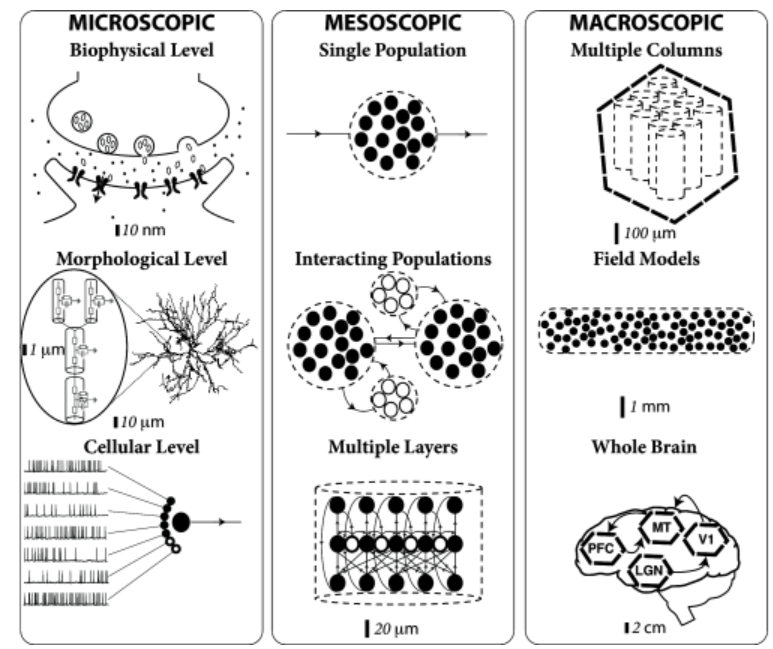 MICROSCOPIC
Biophysical Level
10 nm
Morphological Level
1 μm
10 μm
Cellular Level
MESOSCOPIC
Single Population
Interacting Populations
Multiple Layers
20 μm
MACROSCOPIC
Multiple Columns
100 μm
Field Models
1 mm
Whole Brain
PFC
MT
V1
LGN
2 cm